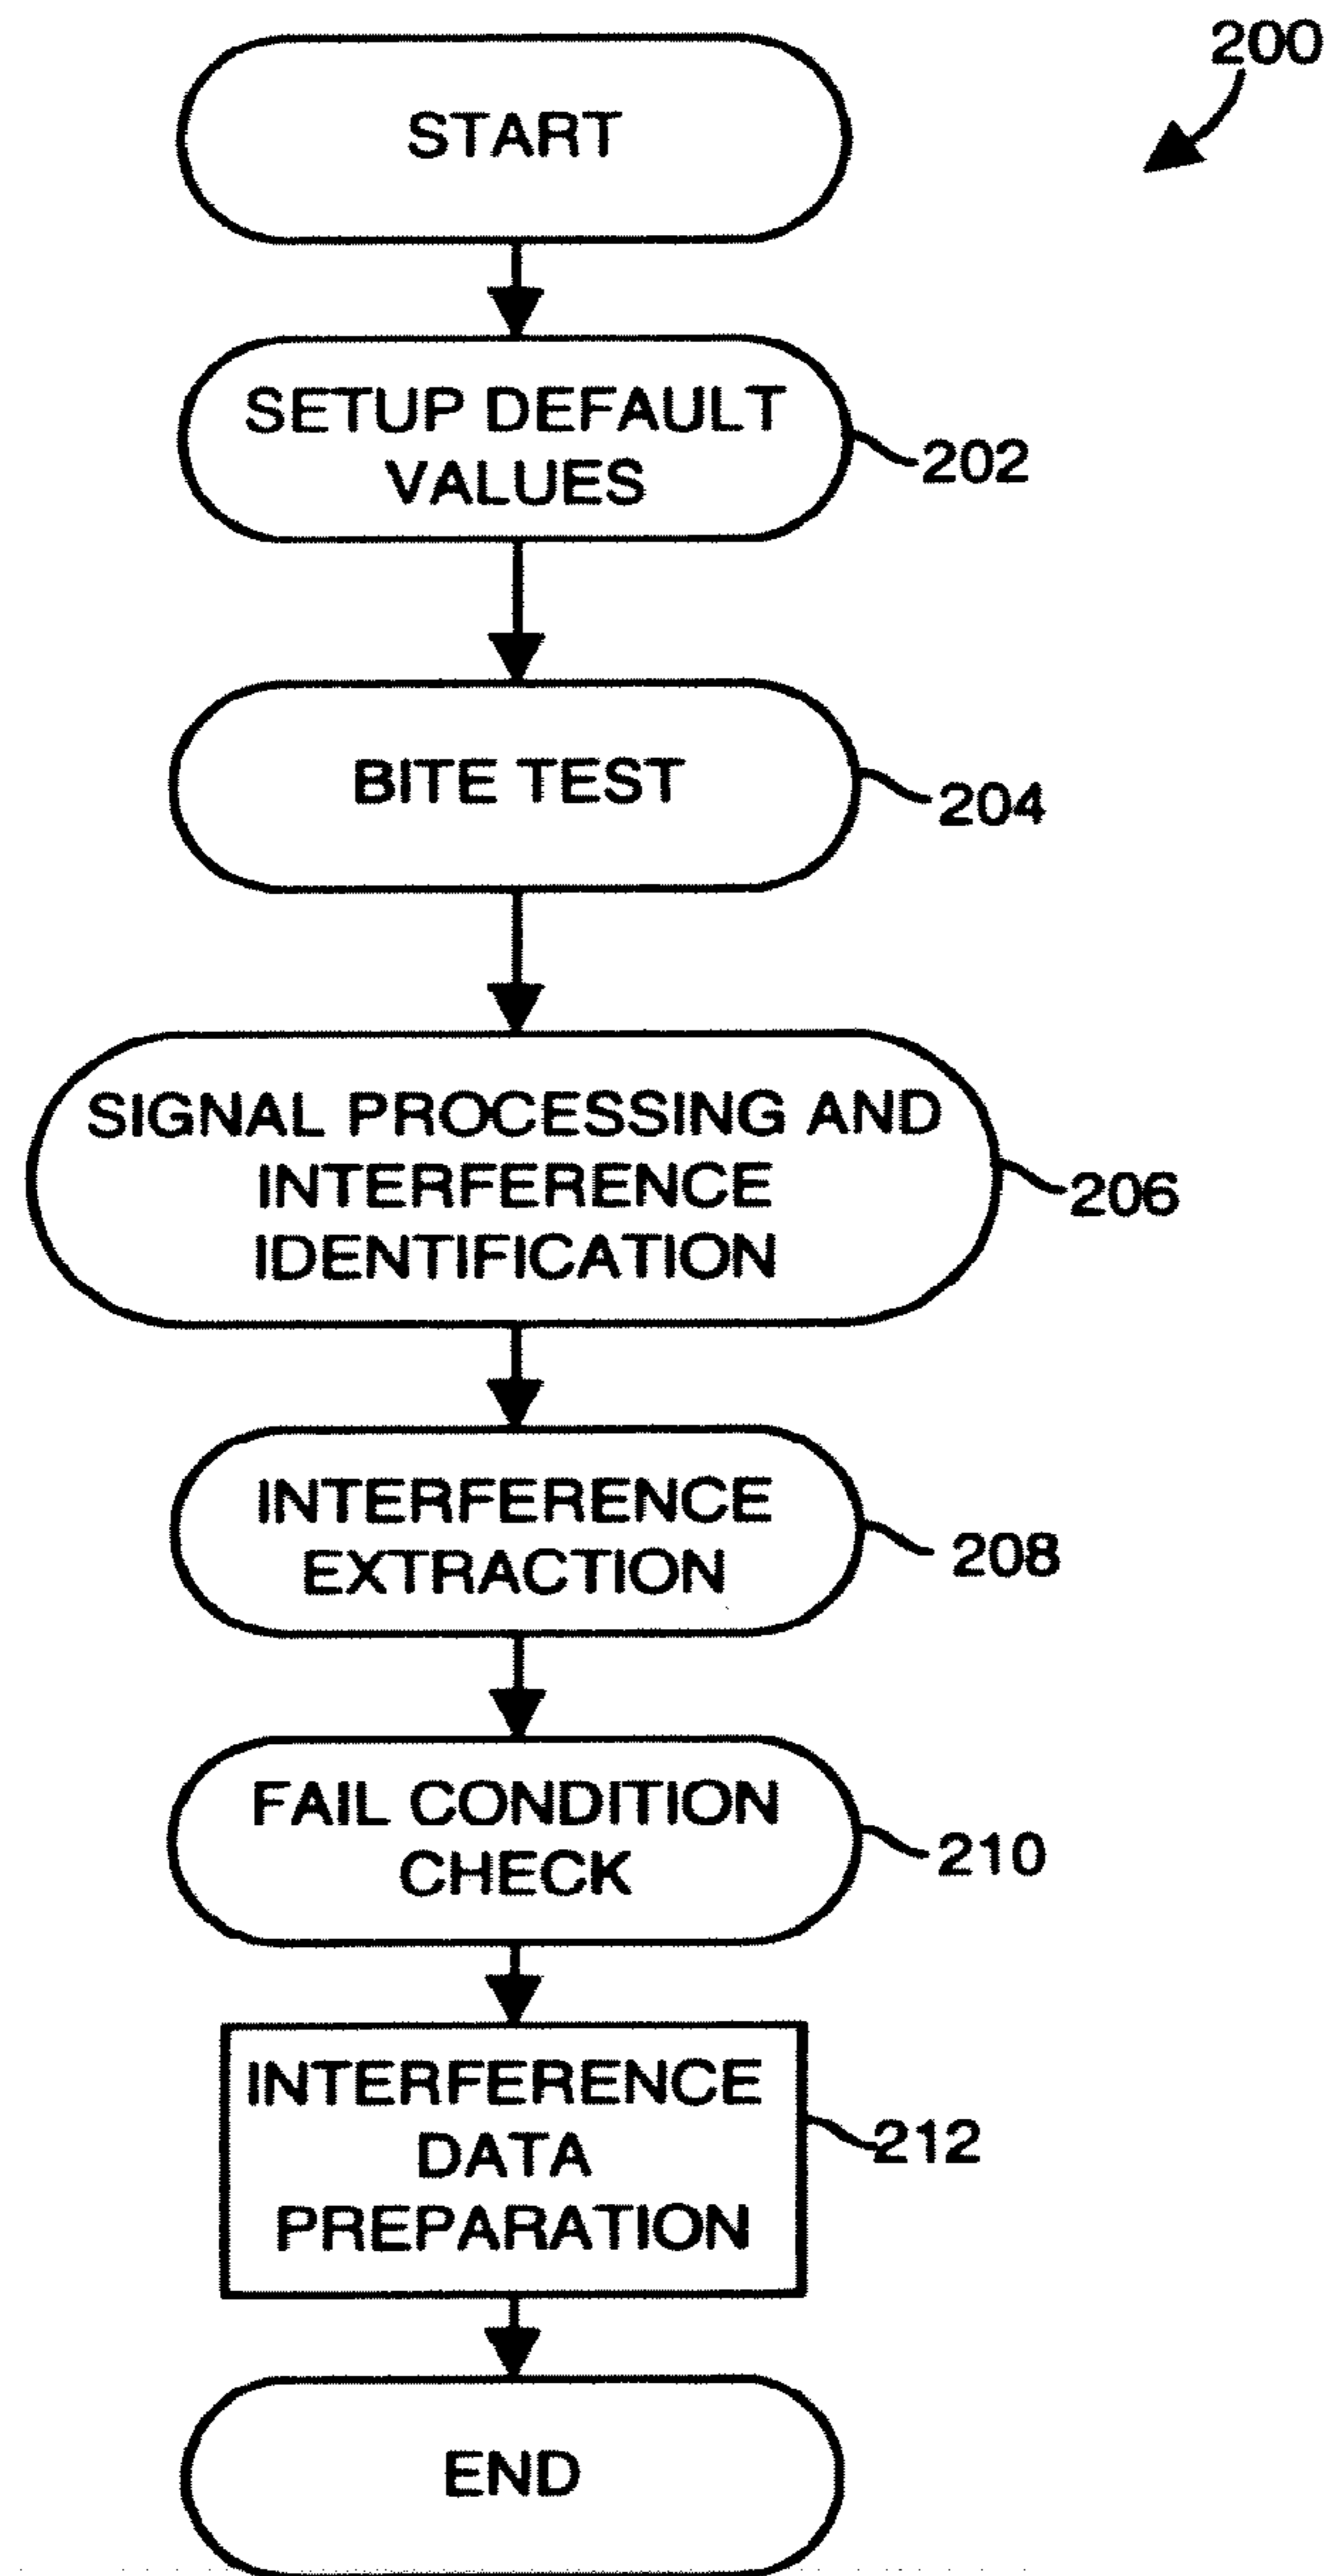 200
START
SETUP DEFAULT
VALUES
202
BITE TEST
204
SIGNAL PROCESSING AND
INTERFERENCE
IDENTIFICATION
206
INTERFERENCE
EXTRACTION
208
FAIL CONDITION
CHECK
210
INTERFERENCE
DATA
PREPARATION
212
END